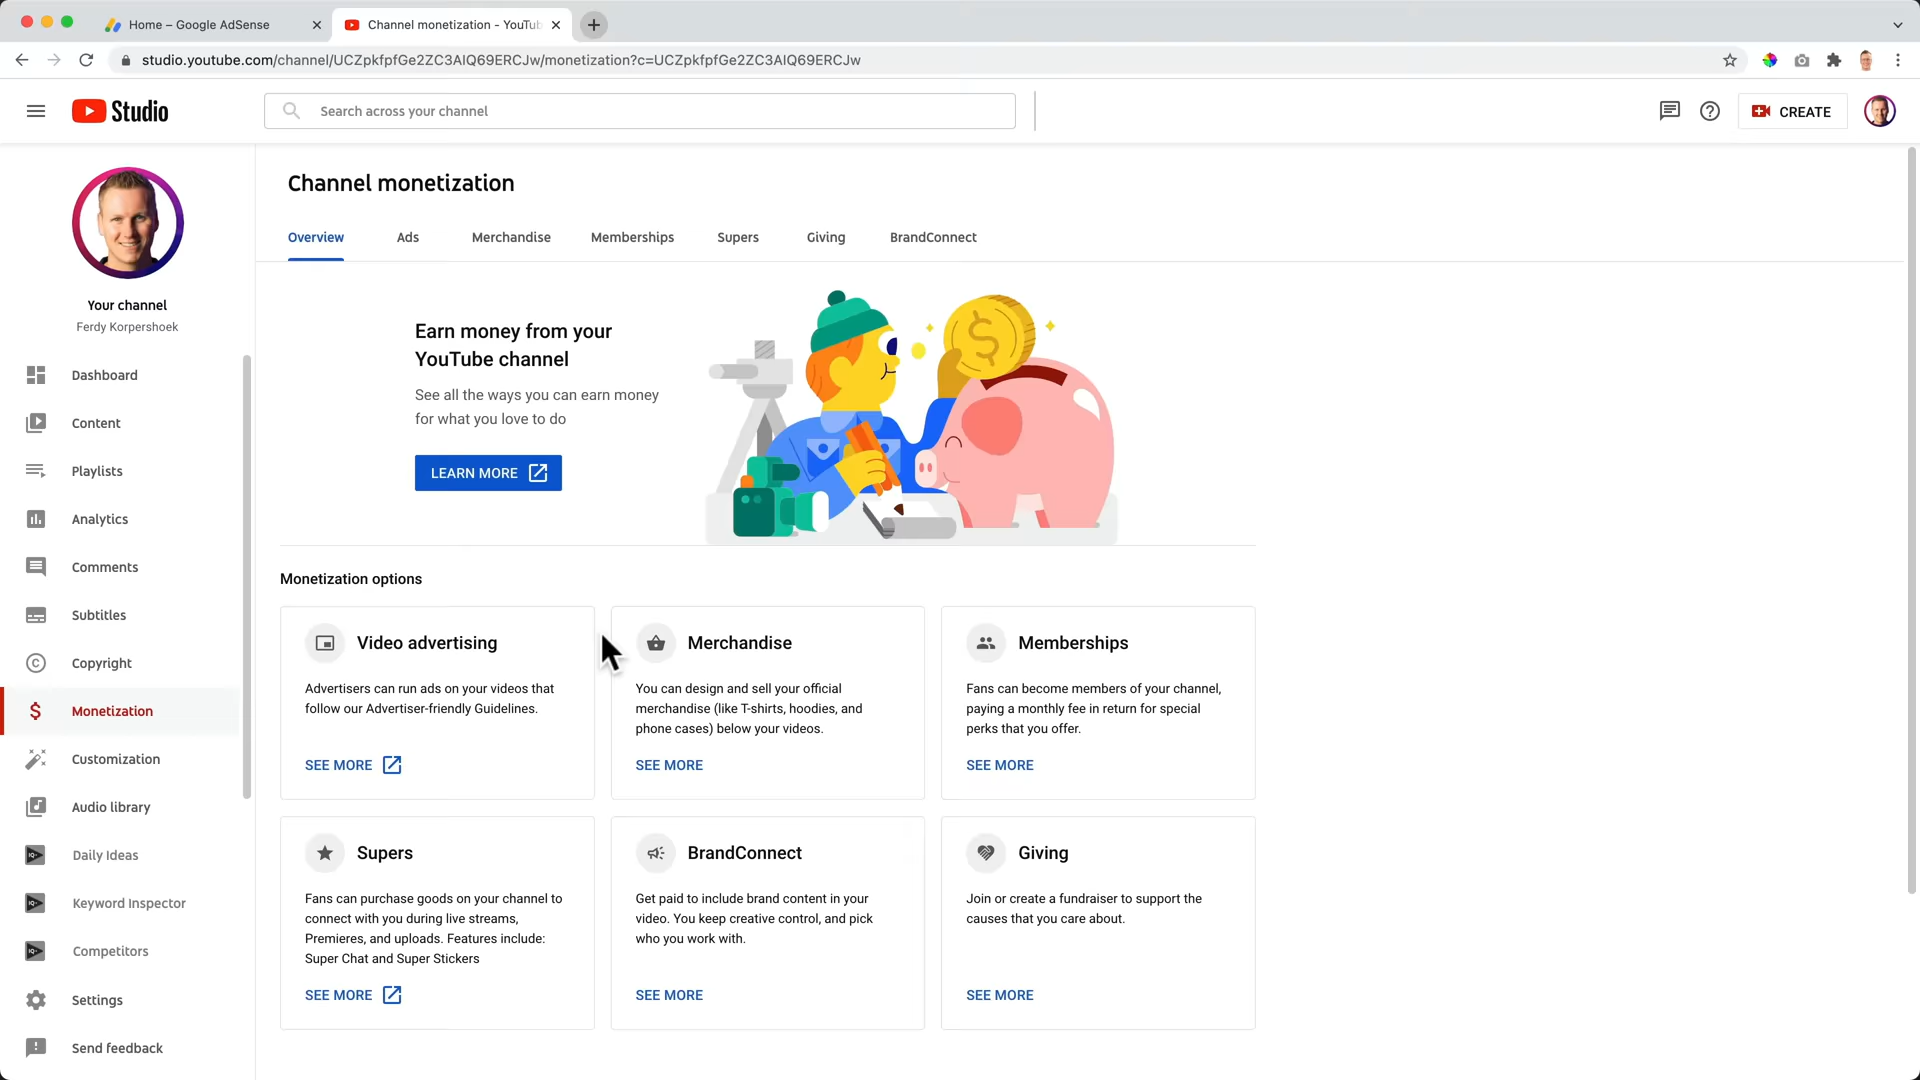 Home – Google AdSense
Channel monetization - YouTub
studio.youtube.com/channel/UCZpkfpfGe2ZC3AIQ69ERCJw/monetization?c=UCZpkfpfGe2ZC3AIQ69ERCJw
Studio
Search across your channel
CREATE
Your channel
Ferdy Korpershoek
Dashboard
Content
Playlists
Analytics
Comments
Subtitles
Copyright
Monetization
Customization
Audio library
Daily Ideas
Keyword Inspector
Competitors
Settings
Send feedback
Channel monetization
Overview
Ads
Merchandise
Memberships
Supers
Giving
BrandConnect
Earn money from your
YouTube channel
See all the ways you can earn money
for what you love to do
LEARN MORE
Monetization options
Video advertising
Advertisers can run ads on your videos that
follow our Advertiser-friendly Guidelines.
SEE MORE
Merchandise
You can design and sell your official
merchandise (like T-shirts, hoodies, and
phone cases) below your videos.
SEE MORE
Memberships
Fans can become members of your channel,
paying a monthly fee in return for special
perks that you offer.
SEE MORE
Supers
Fans can purchase goods on your channel to
connect with you during live streams,
Premieres, and uploads. Features include:
Super Chat and Super Stickers
SEE MORE
BrandConnect
Get paid to include brand content in your
video. You keep creative control, and pick
who you work with.
SEE MORE
Giving
Join or create a fundraiser to support the
causes that you care about.
SEE MORE